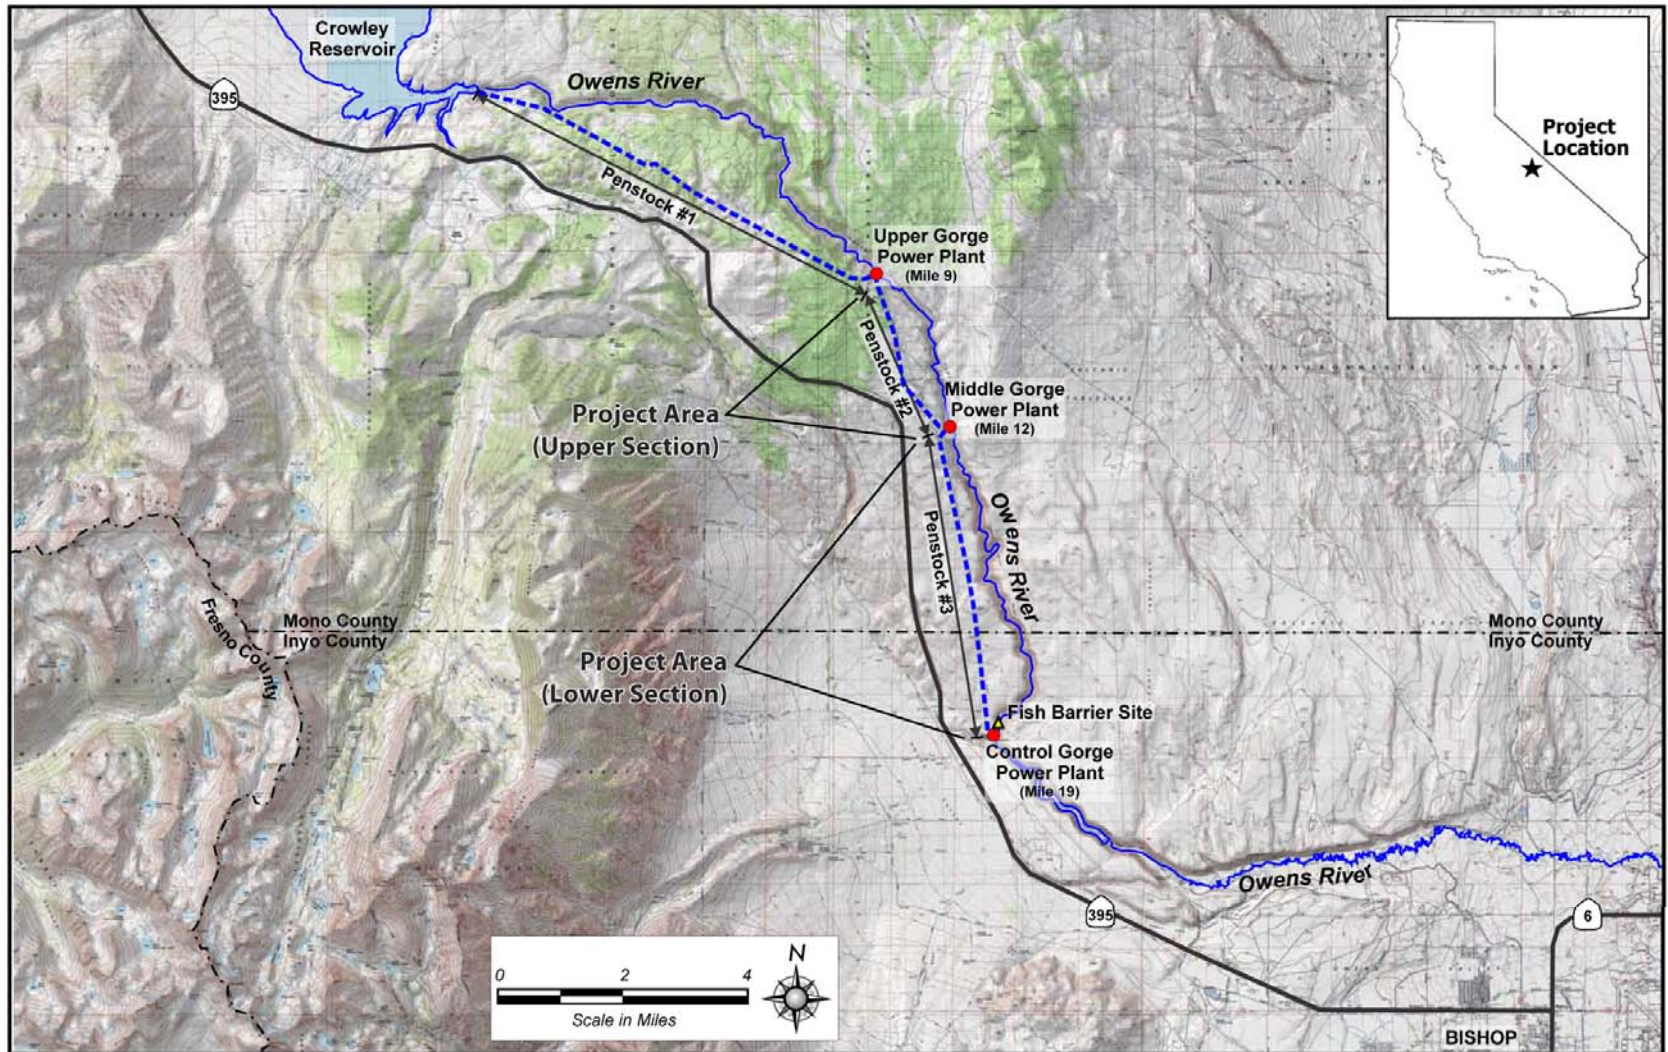 Crowley
Reservoir
395
Owens River
Project
Location
Penstock #1
Upper Gorge
Power Plant
(Mile 9)
Penstock #2
Middle Gorge
Power Plant
(Mile 12)
Project Area
(Upper Section)
Owens River
Penstock #3
Fresno County
Mono County
Inyo County
Mono County
Inyo County
Project Area
(Lower Section)
Fish Barrier Site
Control Gorge
Power Plant
(Mile 19)
Owens River
395
6
N
0 2 4
Scale in Miles
BISHOP